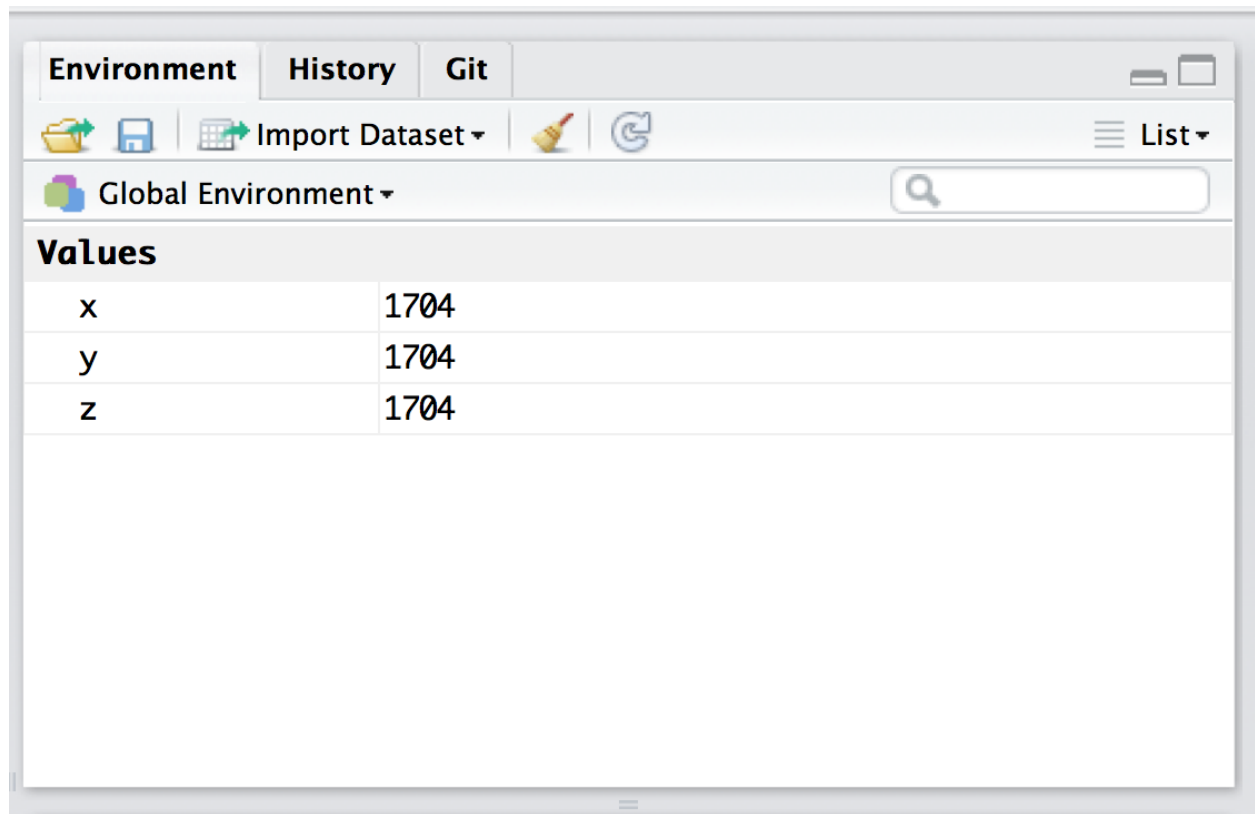 Environment History Git
Import Dataset List
Global Environment
Values
x 1704
y 1704
z 1704